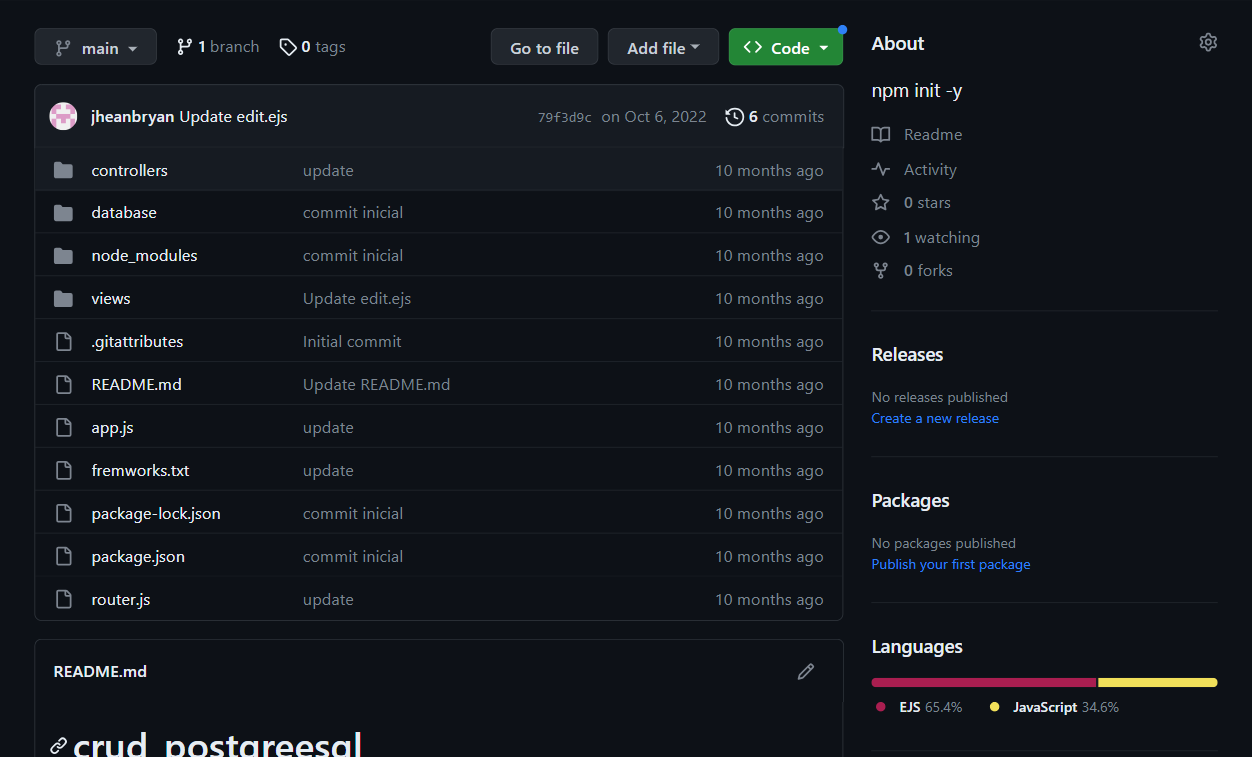 main 1 branch 0 tags Go to file Add file Code
jheanbryan Update edit.ejs 79f3d9c on Oct 6, 2022 6 commits
controllers update 10 months ago
database commit inicial 10 months ago
node_modules commit inicial 10 months ago
views Update edit.ejs 10 months ago
.gitattributes Initial commit 10 months ago
README.md Update README.md 10 months ago
app.js update 10 months ago
fremworks.txt update 10 months ago
package-lock.json commit inicial 10 months ago
package.json commit inicial 10 months ago
router.js update 10 months ago
README.md
crud_postgreesql
About
npm init -y
Readme
Activity
0 stars
1 watching
0 forks
Releases
No releases published
Create a new release
Packages
No packages published
Publish your first package
Languages
EJS 65.4% JavaScript 34.6%